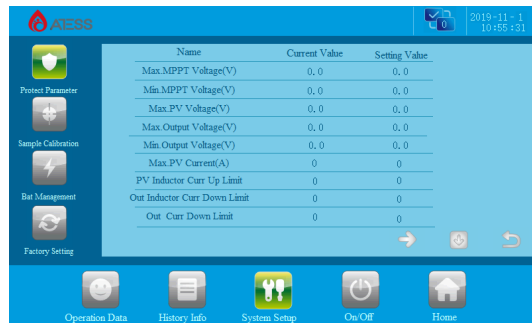 AESS
0
2019-11-1
10:55:31
Name Current Value Setting Value
Protect Parameter
Sample Calibration
Bat Management
Factory Setting
Max.MPPT Voltage(V) 0.0 0.0
Min.MPPT Voltage(V) 0.0 0.0
Max.PV Voltage(V) 0.0 0.0
Max.Output Voltage(V) 0.0 0.0
Min.Output Voltage(V) 0.0 0.0
Max.PV Current(A) 0 0
PV Inductor Curr Up Limit 0 0
Out Inductor Curr Down Limit 0 0
Out Curr Down Limit 0 0
Operation Data History Info System Setup On/Off Home